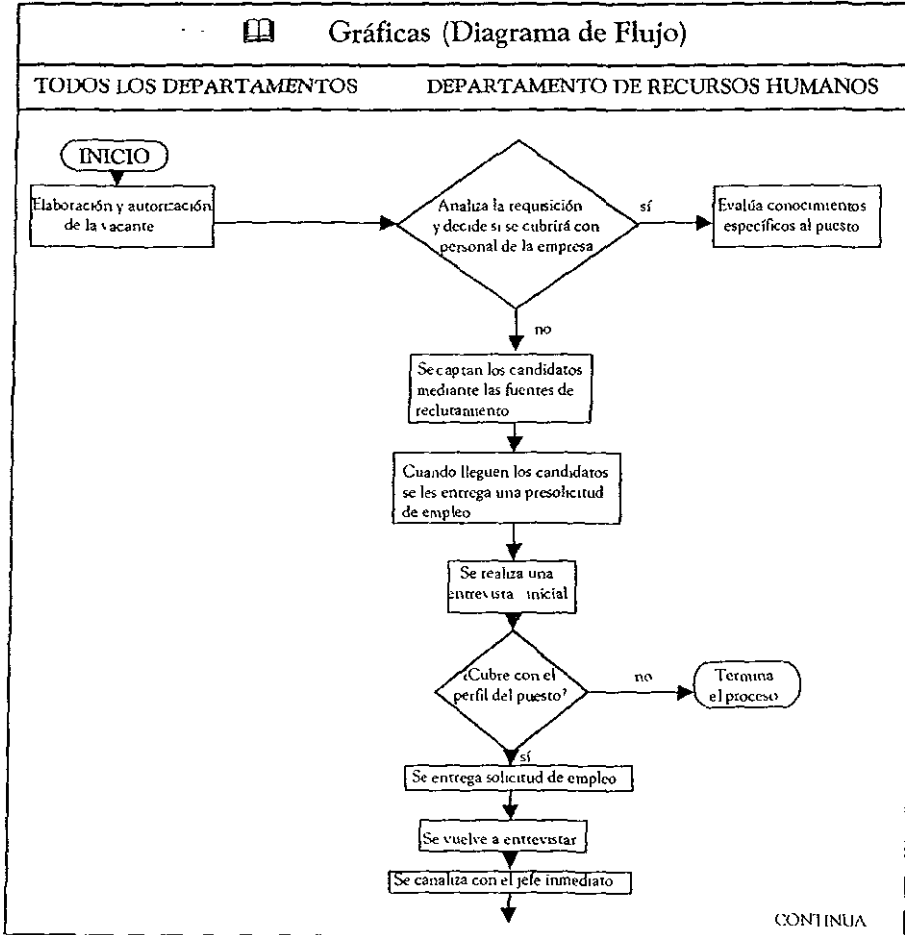 Gráficas (Diagrama de Flujo)
TODOS LOS DEPARTAMENTOS
DEPARTAMENTO DE RECURSOS HUMANOS
INICIO
Elaboración y autorización
de la vacante
Analiza la requisición
y decide si se cubrirá con
personal de la empresa
sí
Evalúa conocimientos
específicos al puesto
no
Se captan los candidatos
mediante las fuentes de
reclutamiento
Cuando lleguen los candidatos
se les entrega una presolicitud
de empleo
Se realiza una
entrevista inicial
¿Cubre con el
perfil del puesto?
no
Termina
el proceso
sí
Se entrega solicitud de empleo
Se vuelve a entrevistar
Se canaliza con el jefe inmediato
CONTINUA